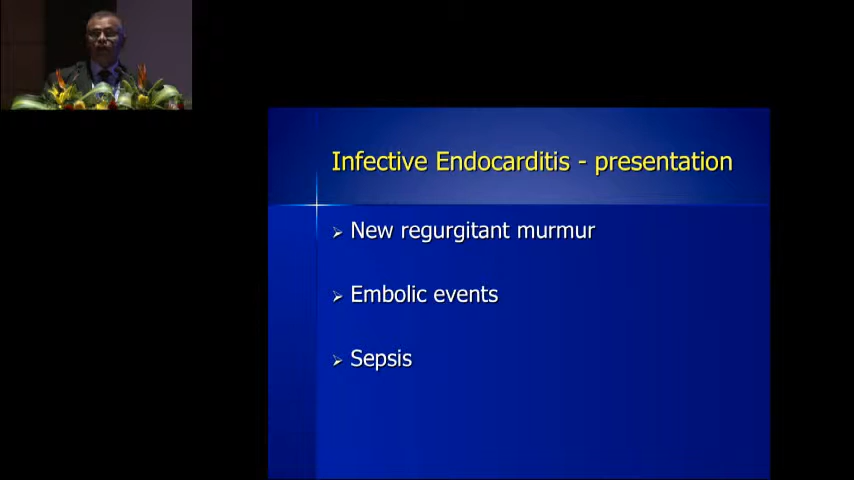 Infective Endocarditis - presentation
New regurgitant murmur
Embolic events
Sepsis